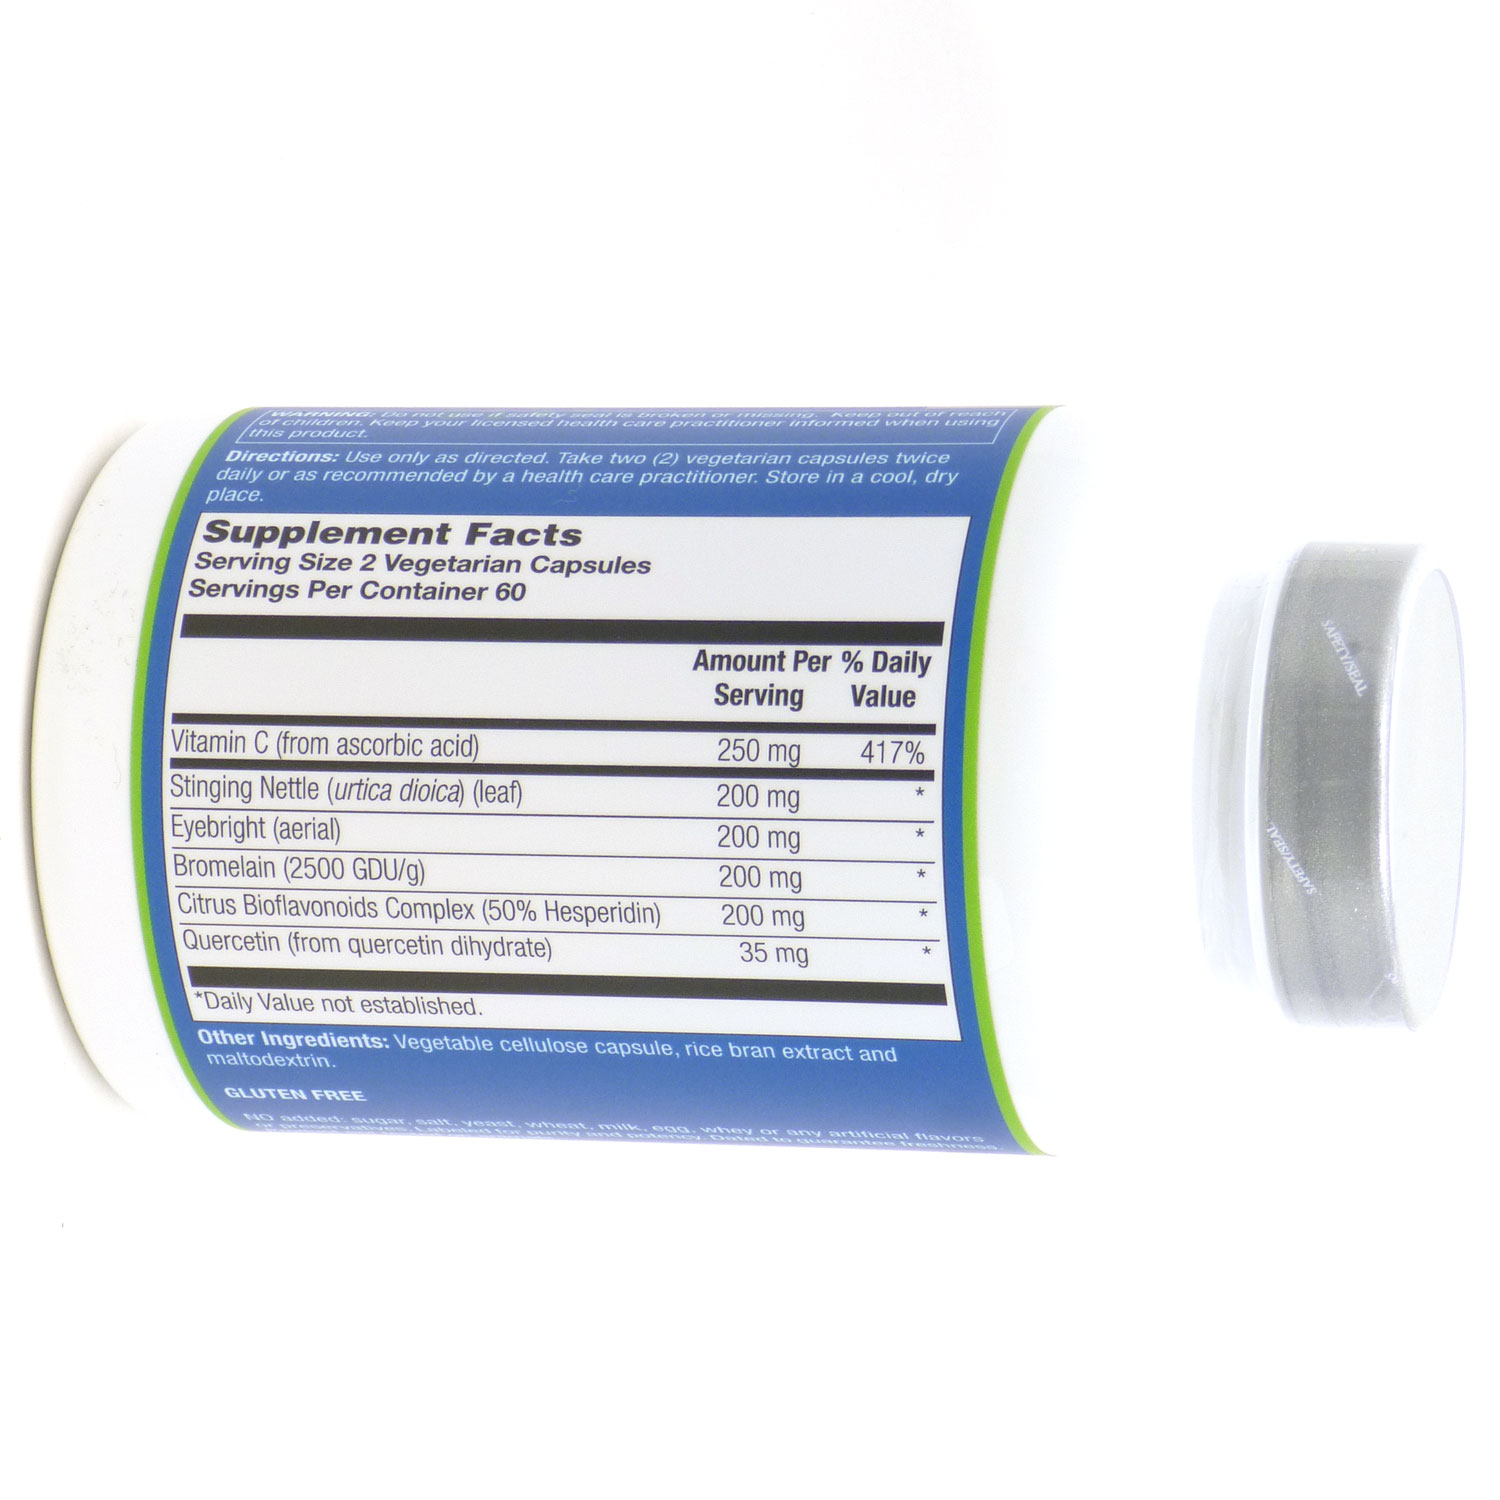 WARNING: Do not use if safety seal is broken or missing. Keep out of reach
of children. Keep your licensed health care practitioner informed when using
this product.
Directions: Use only as directed. Take two (2) vegetarian capsules twice
daily or as recommended by a health care practitioner. Store in a cool, dry
place.
Supplement Facts
Serving Size 2 Vegetarian Capsules
Servings Per Container 60
Amount Per % Daily
Serving Value
Vitamin C (from ascorbic acid) 250 mg 417%
Stinging Nettle (urtica dioica) (leaf) 200 mg *
Eyebright (aerial) 200 mg *
Bromelain (2500 GDU/g) 200 mg *
Citrus Bioflavonoids Complex (50% Hesperidin) 200 mg *
Quercetin (from quercetin dihydrate) 35 mg *
*Daily Value not established.
Other Ingredients: Vegetable cellulose capsule, rice bran extract and
maltodextrin.
GLUTEN FREE
NO added: sugar, salt, yeast, wheat, milk, egg, whey or any artificial flavors
or preservatives. Labeled for purity and potency. Dated to guarantee freshness.
SAFETY/SEAL
SAFETY/SEAL